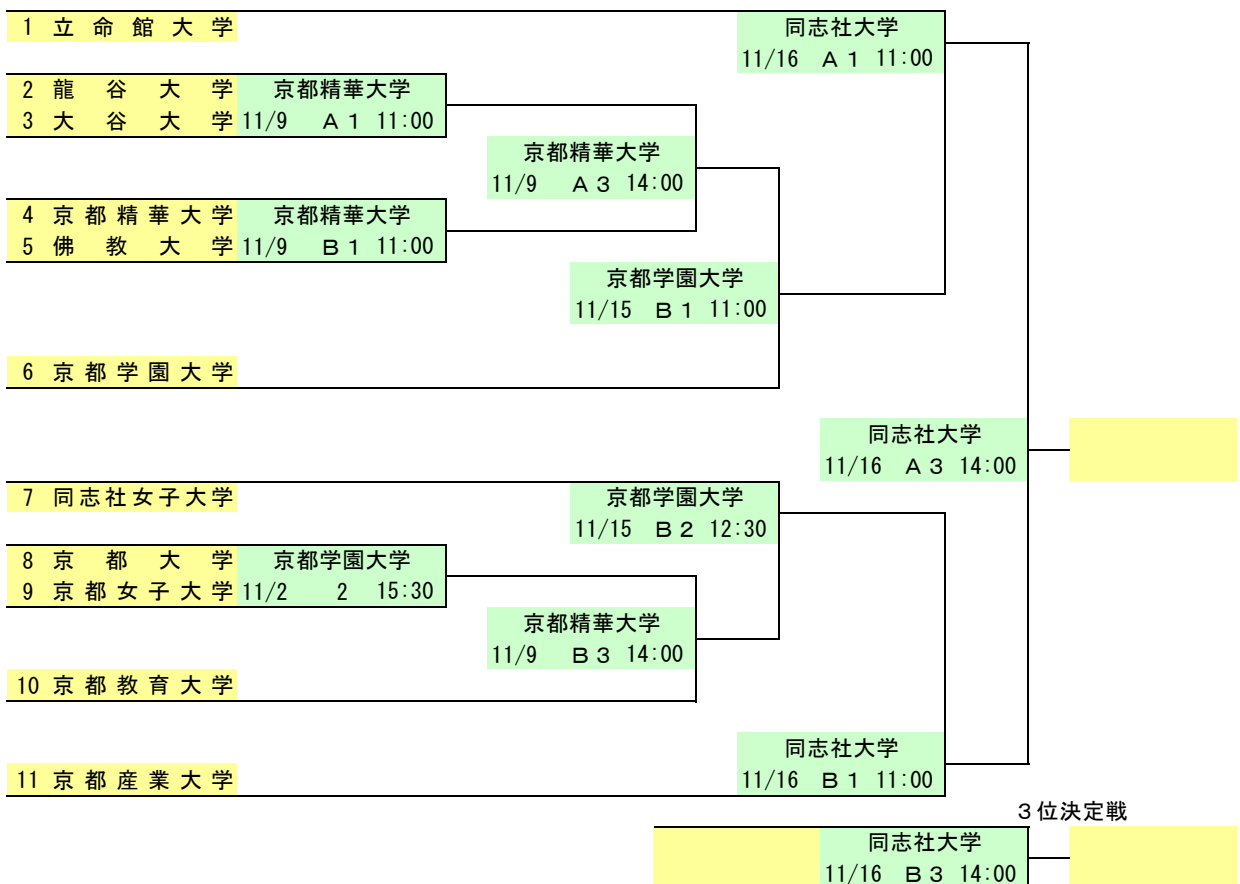 1 立命館大学 同志社大学
11/16 Ａ１ 11:00
2 龍谷大学 京都精華大学
3 大谷大学 11/9 Ａ１ 11:00
京都精華大学
11/9 Ａ３ 14:00
4 京都精華大学 京都精華大学
5 佛教大学 11/9 Ｂ１ 11:00
京都学園大学
11/15 Ｂ１ 11:00
6 京都学園大学
同志社大学
11/16 Ａ３ 14:00
7 同志社女子大学 京都学園大学
11/15 Ｂ２ 12:30
8 京都大学 京都学園大学
9 京都女子大学 11/2 2 15:30
京都精華大学
11/9 Ｂ３ 14:00
10 京都教育大学
同志社大学
11 京都産業大学 11/16 Ｂ１ 11:00
３位決定戦
同志社大学
11/16 Ｂ３ 14:00